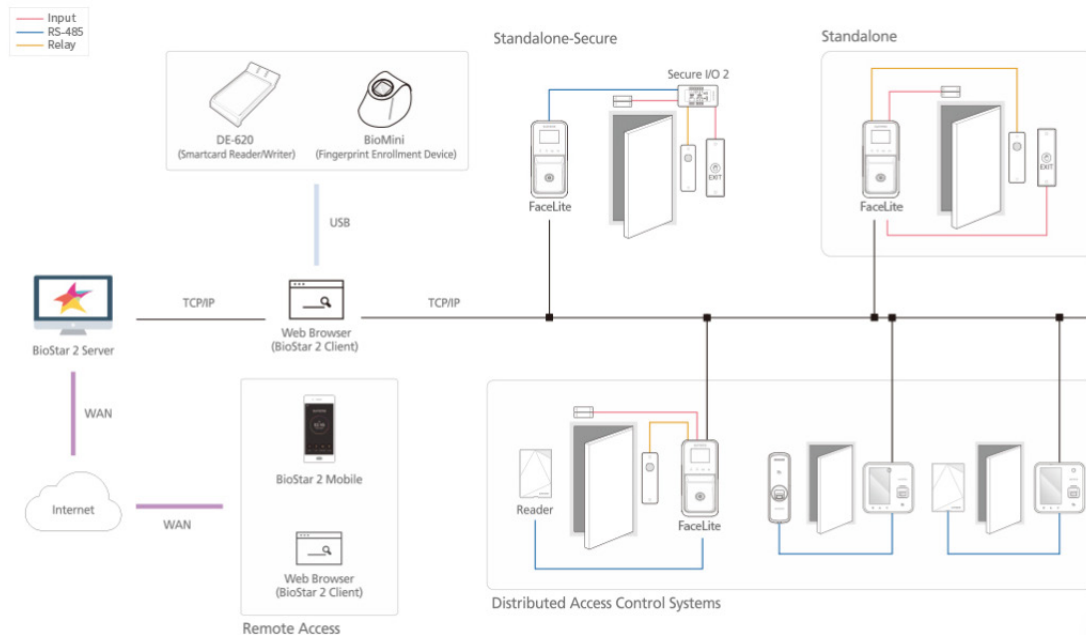 Input
RS-485
Relay
DE-620
(Smartcard Reader/Writer)
BioMini
(Fingerprint Enrollment Device)
USB
Standalone-Secure
Secure I/O 2
EXIT
FaceLite
Standalone
EXIT
FaceLite
BioStar 2 Server
TCP/IP
Web Browser
(BioStar 2 Client)
TCP/IP
WAN
Internet
WAN
BioStar 2 Mobile
Web Browser
(BioStar 2 Client)
Remote Access
Reader
FaceLite
Distributed Access Control Systems